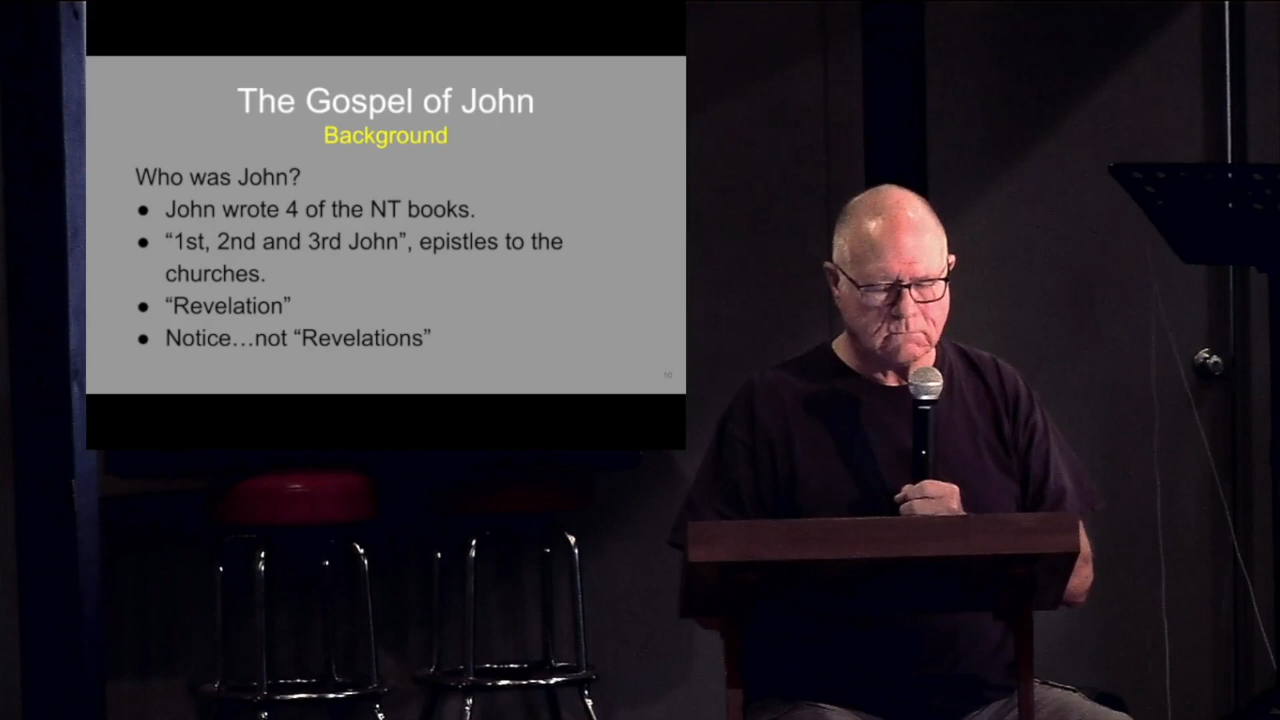 The Gospel of John
Background
Who was John?
● John wrote 4 of the NT books.
● “1st, 2nd and 3rd John”, epistles to the
churches.
● “Revelation”
● Notice…not “Revelations”
10